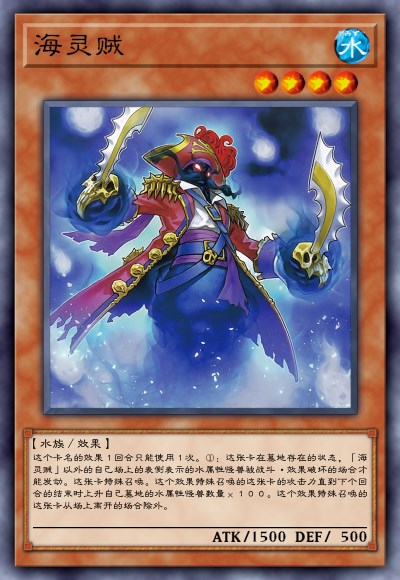 海灵贼
水
【水族/效果】
这个卡名的效果1回合只能使用1次。①:这张卡在墓地存在的状态,「海
灵贼」以外的自己场上的表侧表示的水属性怪兽被战斗·效果破坏的场合才
能发动。这张卡特殊召唤。这个效果特殊召唤的这张卡的攻击力直到下个回
合的结束时上升自己墓地的水属性怪兽数量×100。这个效果特殊召唤的
这张卡从场上离开的场合除外。
ATK/1500 DEF/ 500